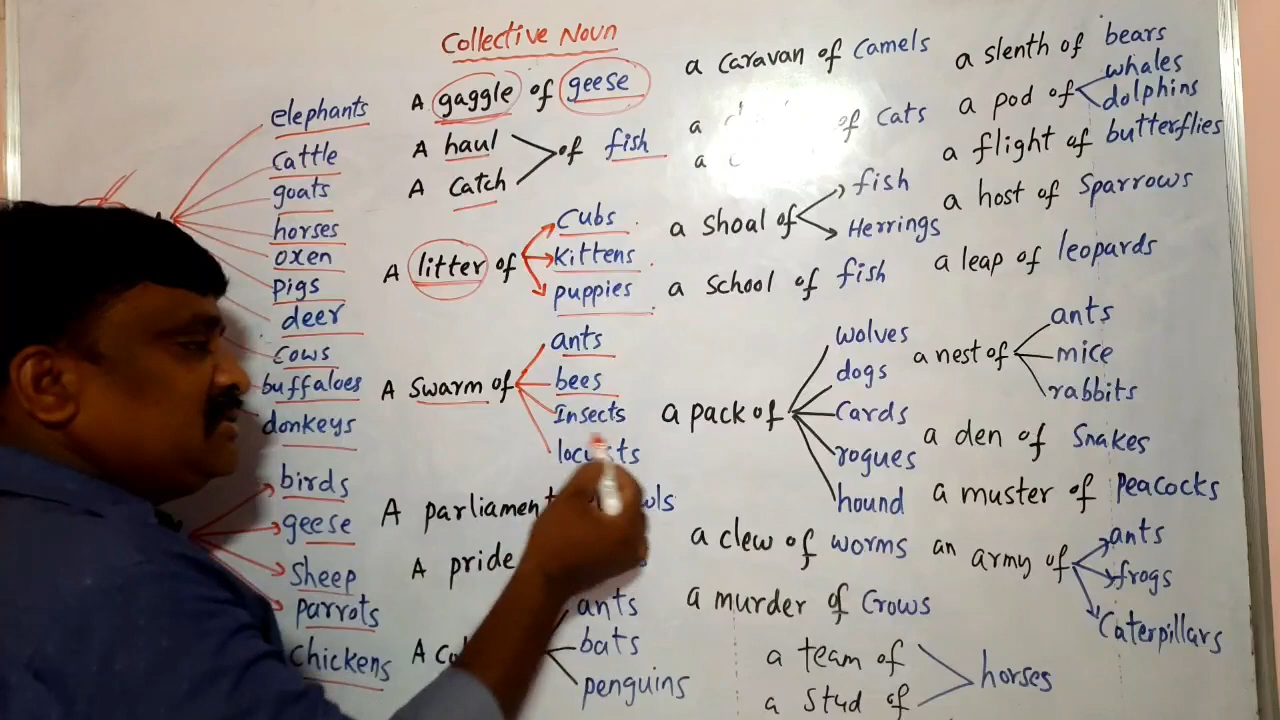 Collective Noun
elephants
cattle
goats
horses
oxen
pigs
deer
cows
buffaloes
donkeys
birds
geese
Sheep
parrots
chickens
A gaggle of geese
A haul
A catch
of fish
A litter of
Cubs
kittens
puppies
A swarm of
ants
bees
Insects
locusts
A parliament
A pride
A
ants
bats
penguins
a caravan of Camels
a of Cats
a
a shoal of
fish
Herrings
a school of fish
a pack of
wolves
dogs
Cards
rogues
hound
a clew of worms
a murder of Crows
a team of
a stud of
horses
a slenth of bears
a pod of
whales
dolphins
a flight of butterflies
a host of Sparrows
a leap of leopards
a nest of
ants
mice
rabbits
a den of Snakes
a muster of Peacocks
an army of
ants
frogs
Caterpillars